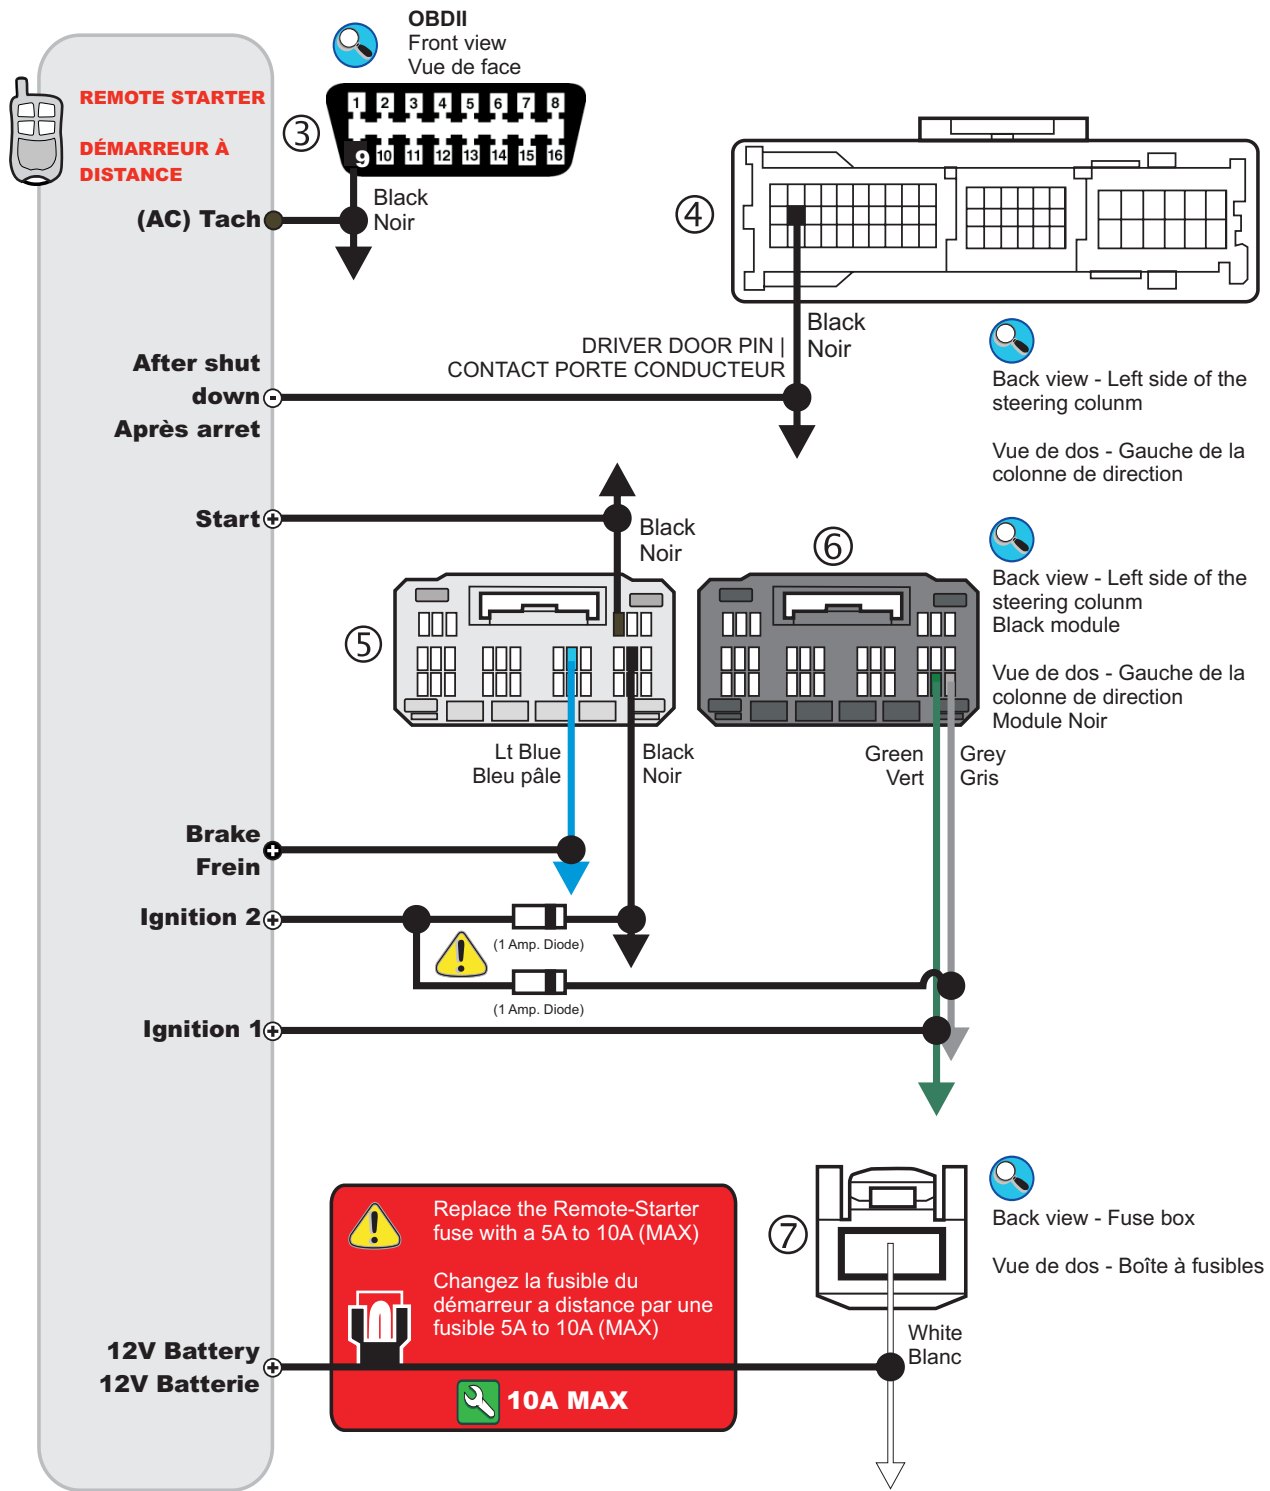 OBDII
Front view
Vue de face
REMOTE STARTER
DÉMARREUR À
DISTANCE
③
1 2 3 4 5 6 7 8
9 10 11 12 13 14 15 16
(AC) Tach
Black
Noir
④
After shut
down
Après arret
-
DRIVER DOOR PIN |
CONTACT PORTE CONDUCTEUR
Black
Noir
Back view - Left side of the
steering colunm
Vue de dos - Gauche de la
colonne de direction
Start
+
Black
Noir
⑤
⑥
Back view - Left side of the
steering colunm
Black module
Vue de dos - Gauche de la
colonne de direction
Module Noir
Lt Blue
Bleu pâle
Black
Noir
Green
Vert
Grey
Gris
Brake
Frein
+
Ignition 2
+
!
(1 Amp. Diode)
(1 Amp. Diode)
Ignition 1
+
!
Replace the Remote-Starter
fuse with a 5A to 10A (MAX)
Changez la fusible du
démarreur a distance par une
fusible 5A to 10A (MAX)
10A MAX
12V Battery
12V Batterie
+
⑦
Back view - Fuse box
Vue de dos - Boîte à fusibles
White
Blanc